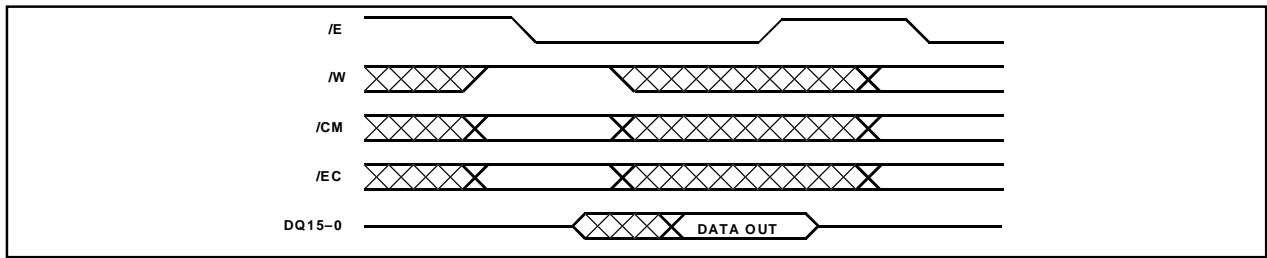 /E
/W
/CM
/EC
DQ15–0 DATA OUT